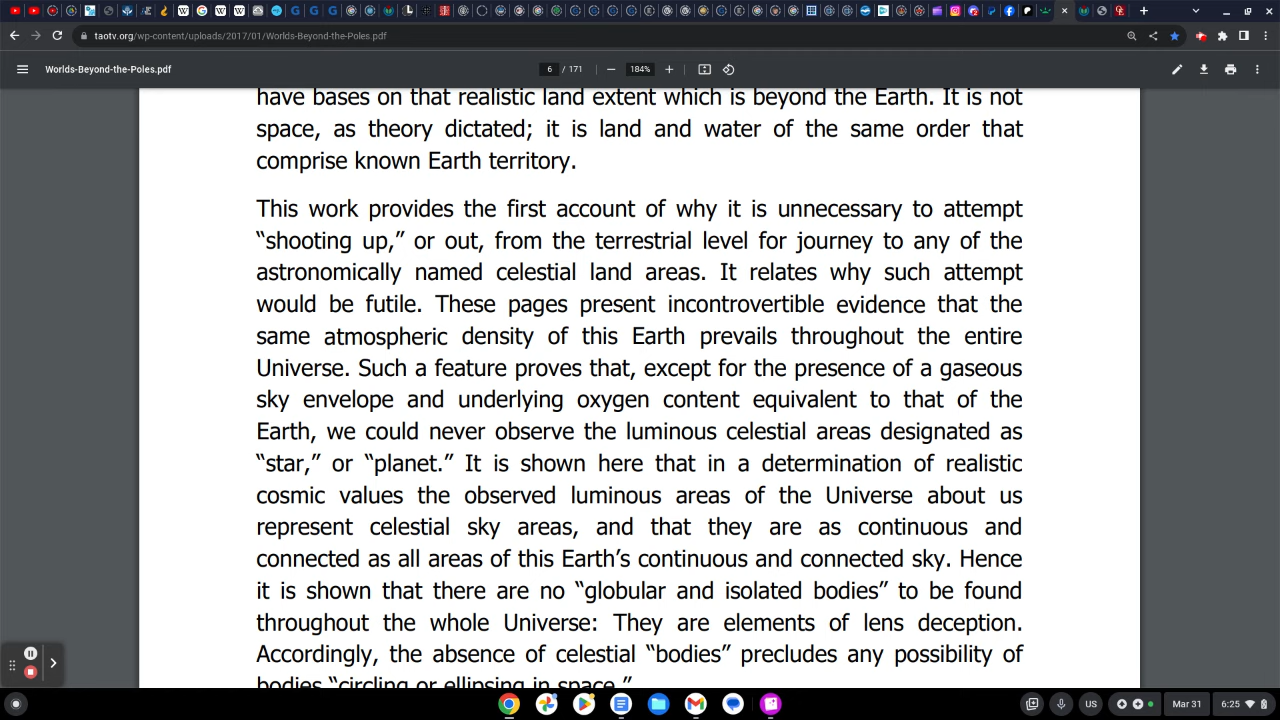 taotv.org/wp-content/uploads/2017/01/Worlds-Beyond-the-Poles.pdf
Worlds-Beyond-the-Poles.pdf
6 / 171
184%
have bases on that realistic land extent which is beyond the Earth. It is not
space, as theory dictated; it is land and water of the same order that
comprise known Earth territory.
This work provides the first account of why it is unnecessary to attempt
“shooting up,” or out, from the terrestrial level for journey to any of the
astronomically named celestial land areas. It relates why such attempt
would be futile. These pages present incontrovertible evidence that the
same atmospheric density of this Earth prevails throughout the entire
Universe. Such a feature proves that, except for the presence of a gaseous
sky envelope and underlying oxygen content equivalent to that of the
Earth, we could never observe the luminous celestial areas designated as
“star,” or “planet.” It is shown here that in a determination of realistic
cosmic values the observed luminous areas of the Universe about us
represent celestial sky areas, and that they are as continuous and
connected as all areas of this Earth’s continuous and connected sky. Hence
it is shown that there are no “globular and isolated bodies” to be found
throughout the whole Universe: They are elements of lens deception.
Accordingly, the absence of celestial “bodies” precludes any possibility of
bodies “circling or ellipsing in space.”
US
Mar 31
6:25